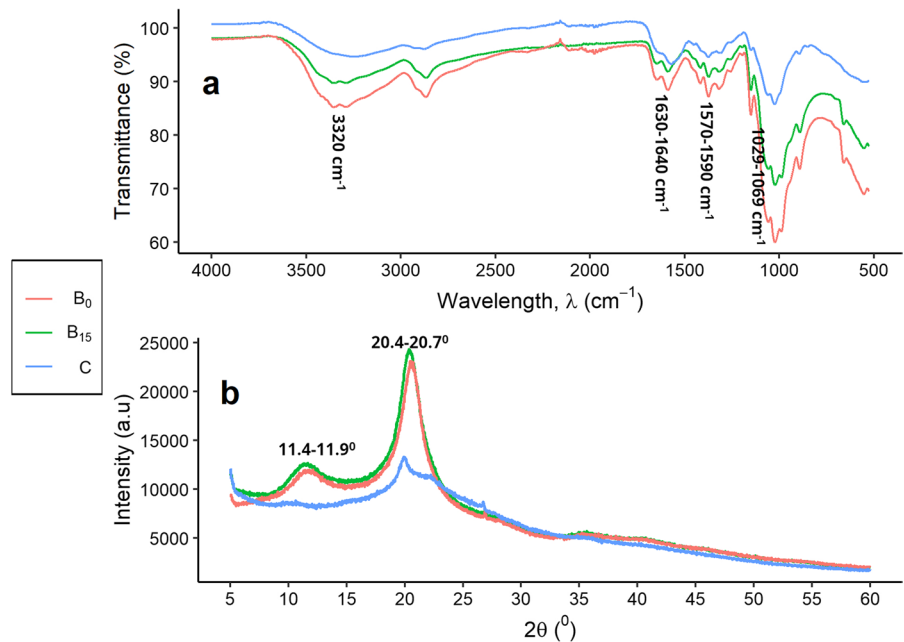 100
90
80
70
60
Transmittance (%)
a
3320 cm⁻¹
1630-1640 cm⁻¹
1570-1590 cm⁻¹
1029-1069 cm⁻¹
4000 3500 3000 2500 2000 1500 1000 500
Wavelength, λ (cm⁻¹)
B₀
B₁₅
C
25000
20000
15000
10000
5000
Intensity (a.u)
b
20.4-20.7⁰
11.4-11.9⁰
5 10 15 20 25 30 35 40 45 50 55 60
2θ (⁰)